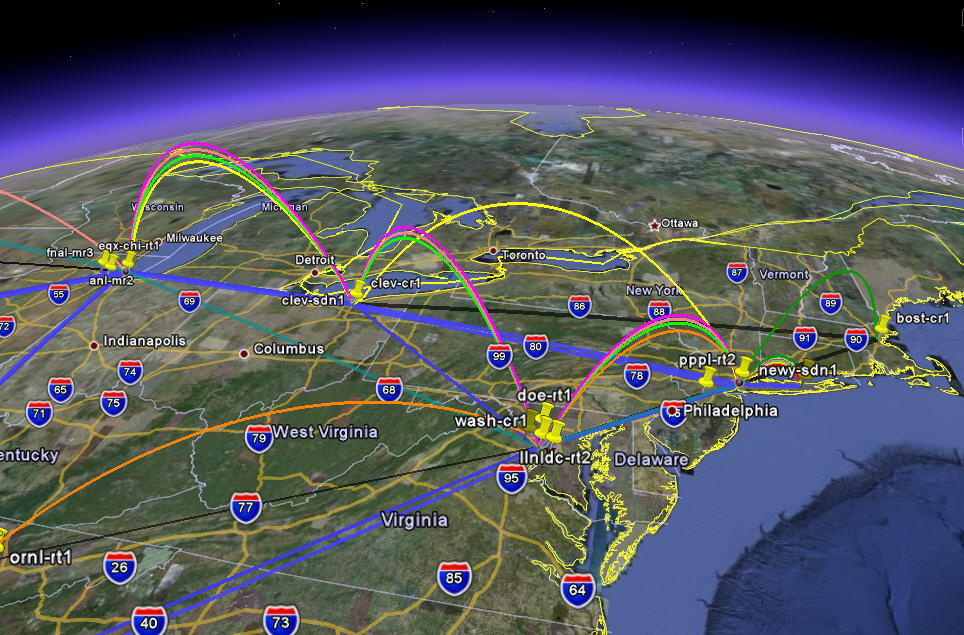 Wisconsin
Michigan
Ottawa
Milwaukee
eqx-chi-rt1
fnal-mr3
anl-mr2
Toronto
Detroit
clev-cr1
clev-sdn1
87
Vermont
New York
55
69
86
88
89
bost-cr1
72
91
90
Indianapolis
Columbus
99
80
pppl-rt2
newy-sdn1
74
65
75
68
78
doe-rt1
71
76
Philadelphia
wash-cr1
79
West Virginia
entucky
llnldc-rt2
Delaware
95
77
Virginia
ornl-rt1
26
85
64
40
73